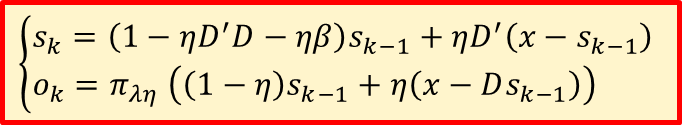 s_k = (1 − ηD′D − ηβ)s_{k−1} + ηD′(x − s_{k−1})
o_k = π_{λη} ((1 − η)s_{k−1} + η(x − Ds_{k−1}))